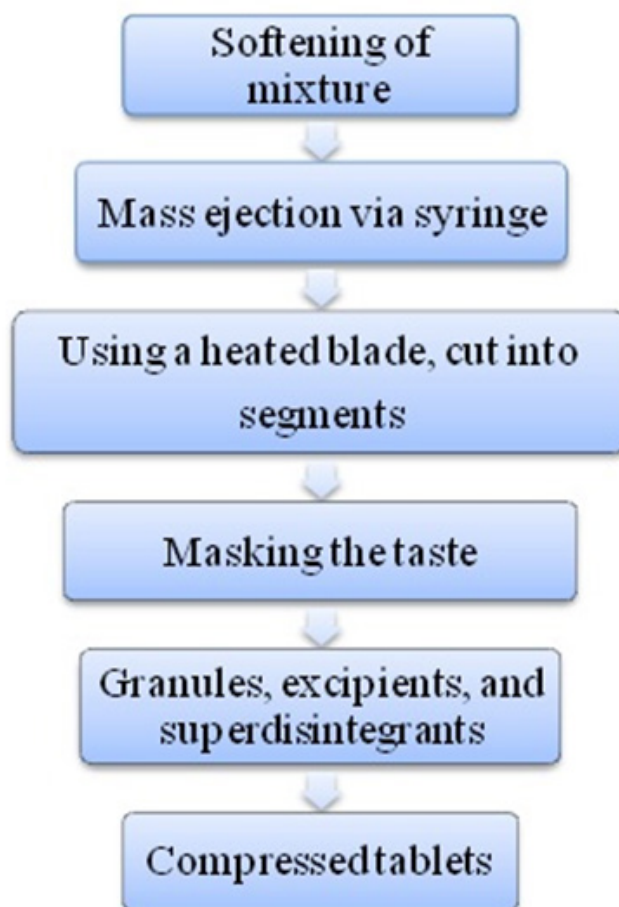 Softening of
mixture
Mass ejection via syringe
Using a heated blade, cut into
segments
Masking the taste
Granules, excipients, and
superdisintegrants
Compressed tablets